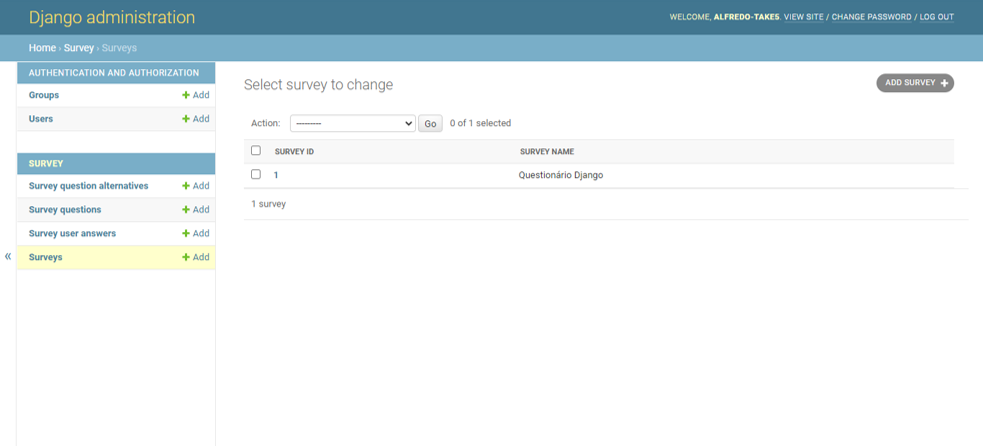 Django administration
WELCOME, ALFREDO-TAKE5. VIEW SITE / CHANGE PASSWORD / LOG OUT
Home › Survey › Surveys
AUTHENTICATION AND AUTHORIZATION
Groups + Add
Users + Add
SURVEY
Survey question alternatives + Add
Survey questions + Add
Survey user answers + Add
Surveys + Add
«
Select survey to change
ADD SURVEY +
Action: --------- Go 0 of 1 selected
SURVEY ID SURVEY NAME
1 Questionário Django
1 survey